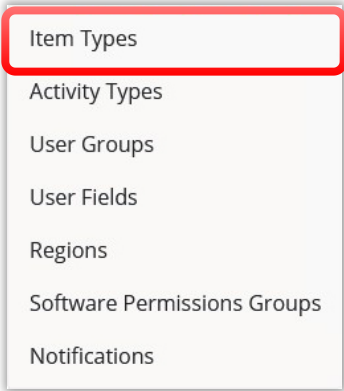 Item Types
Activity Types
User Groups
User Fields
Regions
Software Permissions Groups
Notifications